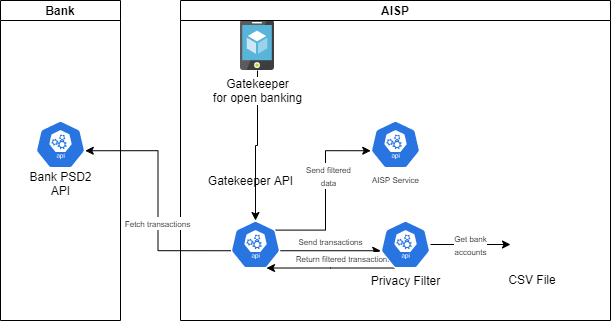 Bank
AISP
Gatekeeper
for open banking
api
Bank PSD2
API
api
AISP Service
Send filtered
data
Gatekeeper API
Fetch transactions
api
Send transactions
Return filtered transaction
api
Privacy Filter
Get bank
accounts
CSV File